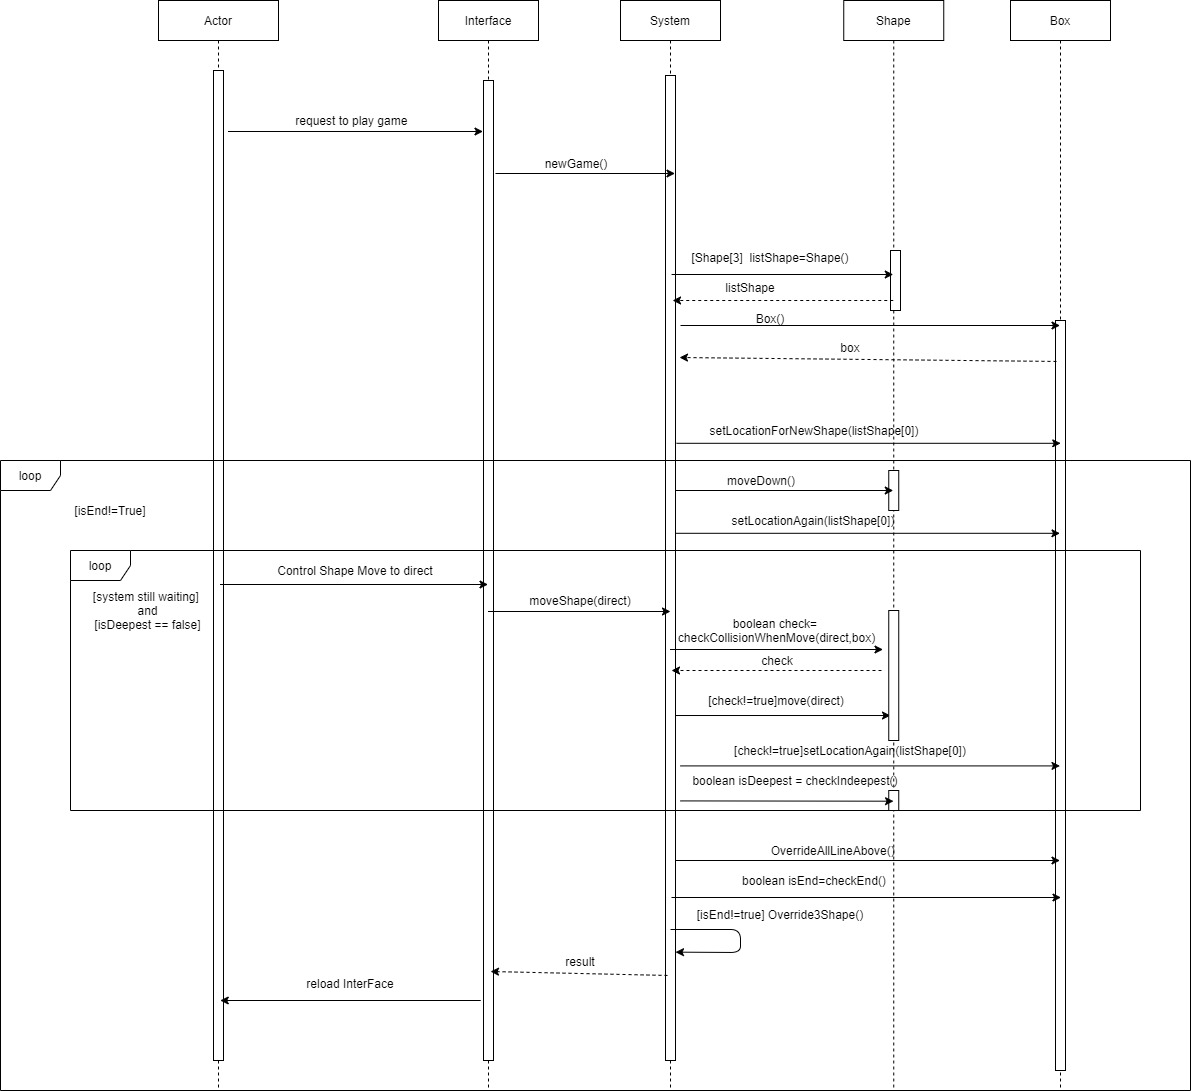 Actor
Interface
System
Shape
Box
request to play game
newGame()
[Shape[3]  listShape=Shape()
listShape
Box()
box
setLocationForNewShape(listShape[0])
loop
moveDown()
[isEnd!=True]
setLocationAgain(listShape[0])
loop
Control Shape Move to direct
[system still waiting]
and
[isDeepest == false]
moveShape(direct)
boolean check=
checkCollisionWhenMove(direct,box)
check
[check!=true]move(direct)
[check!=true]setLocationAgain(listShape[0])
boolean isDeepest = checkIndeepest()
OverrideAllLineAbove()
boolean isEnd=checkEnd()
[isEnd!=true] Override3Shape()
result
reload InterFace